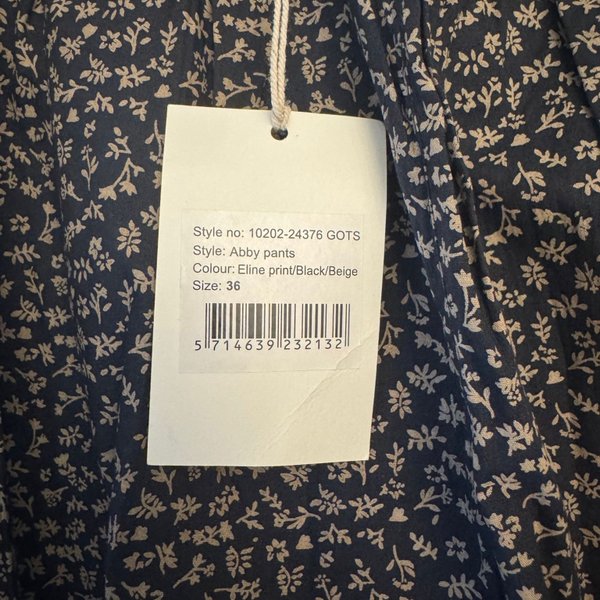 Style no: 10202-24376 GOTS
Style: Abby pants
Colour: Eline print/Black/Beige
Size: 36
5 714639 232132